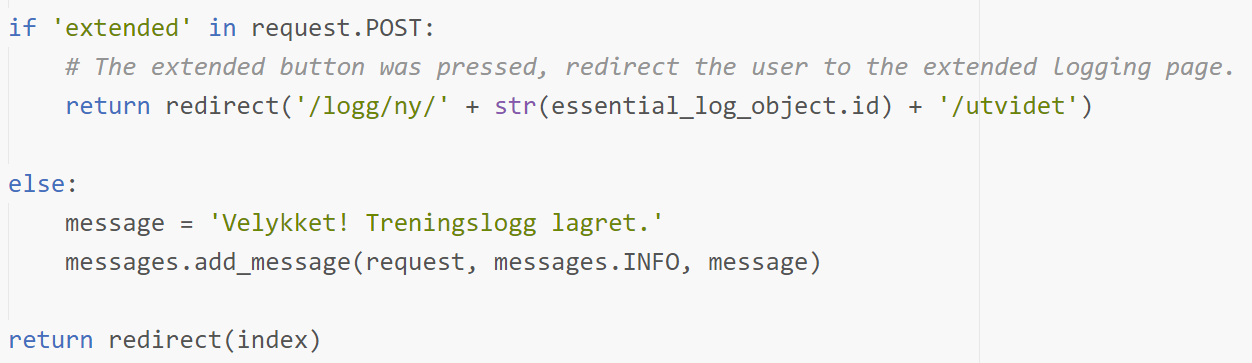 if 'extended' in request.POST:
    # The extended button was pressed, redirect the user to the extended logging page.
    return redirect('/logg/ny/' + str(essential_log_object.id) + '/utvidet')
else:
    message = 'Velykket! Treningslogg lagret.'
    messages.add_message(request, messages.INFO, message)
return redirect(index)